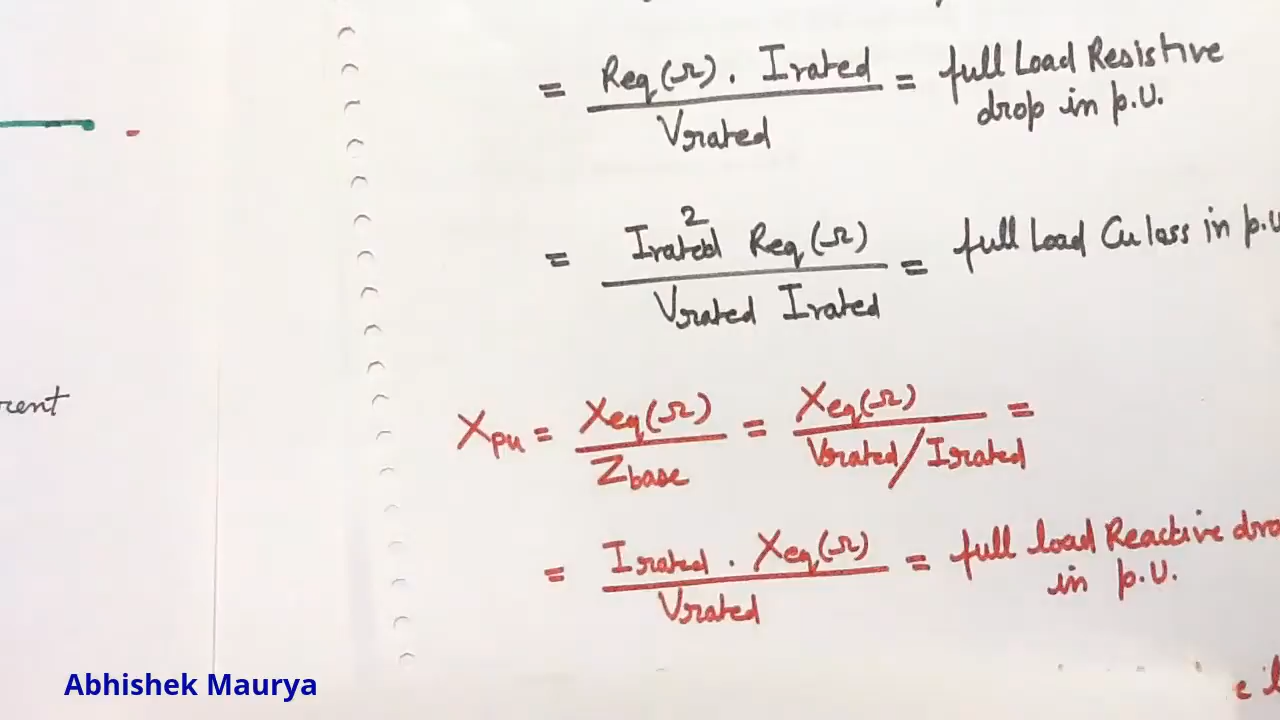 = Req(Ω) . Irated / Vrated = full Load Resistive
drop in p.u.
= Irated² Req(Ω) / Vrated Irated = full Load Cu loss in p.u
Xpu = Xeq(Ω) / Zbase = Xeq(Ω) / Vrated/Irated =
= Irated . Xeq(Ω) / Vrated = full load Reactive dro
in p.u.
rent
Abhishek Maurya